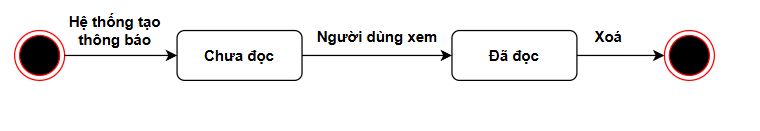 Hệ thống tạo
thông báo
Chưa đọc
Người dùng xem
Đã đọc
Xoá